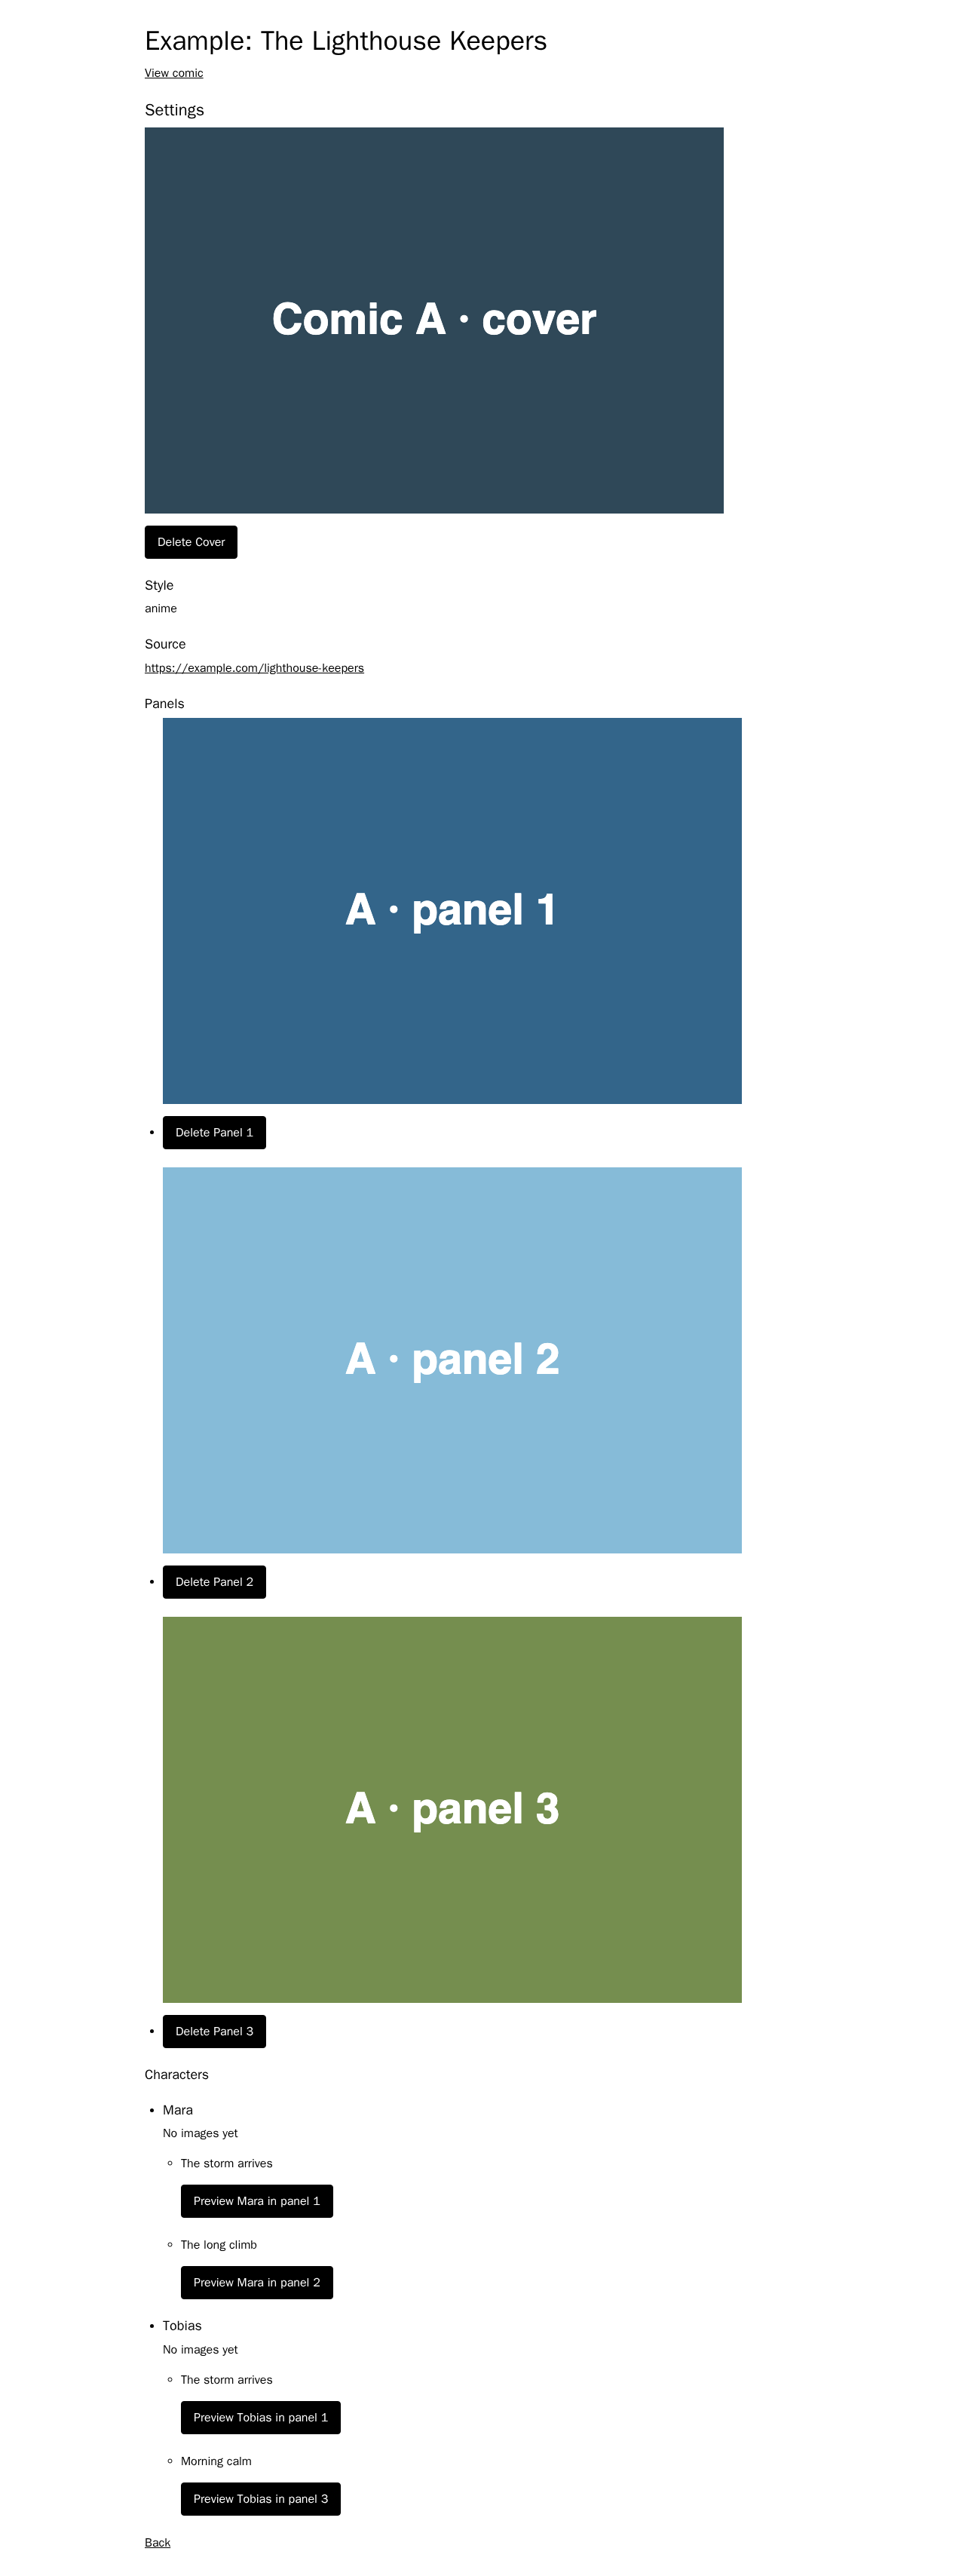 Example: The Lighthouse Keepers
View comic
Settings
Comic A · cover
Delete Cover
Style
anime
Source
https://example.com/lighthouse-keepers
Panels
A · panel 1
Delete Panel 1
A · panel 2
Delete Panel 2
A · panel 3
Delete Panel 3
Characters
Mara
No images yet
The storm arrives
Preview Mara in panel 1
The long climb
Preview Mara in panel 2
Tobias
No images yet
The storm arrives
Preview Tobias in panel 1
Morning calm
Preview Tobias in panel 3
Back